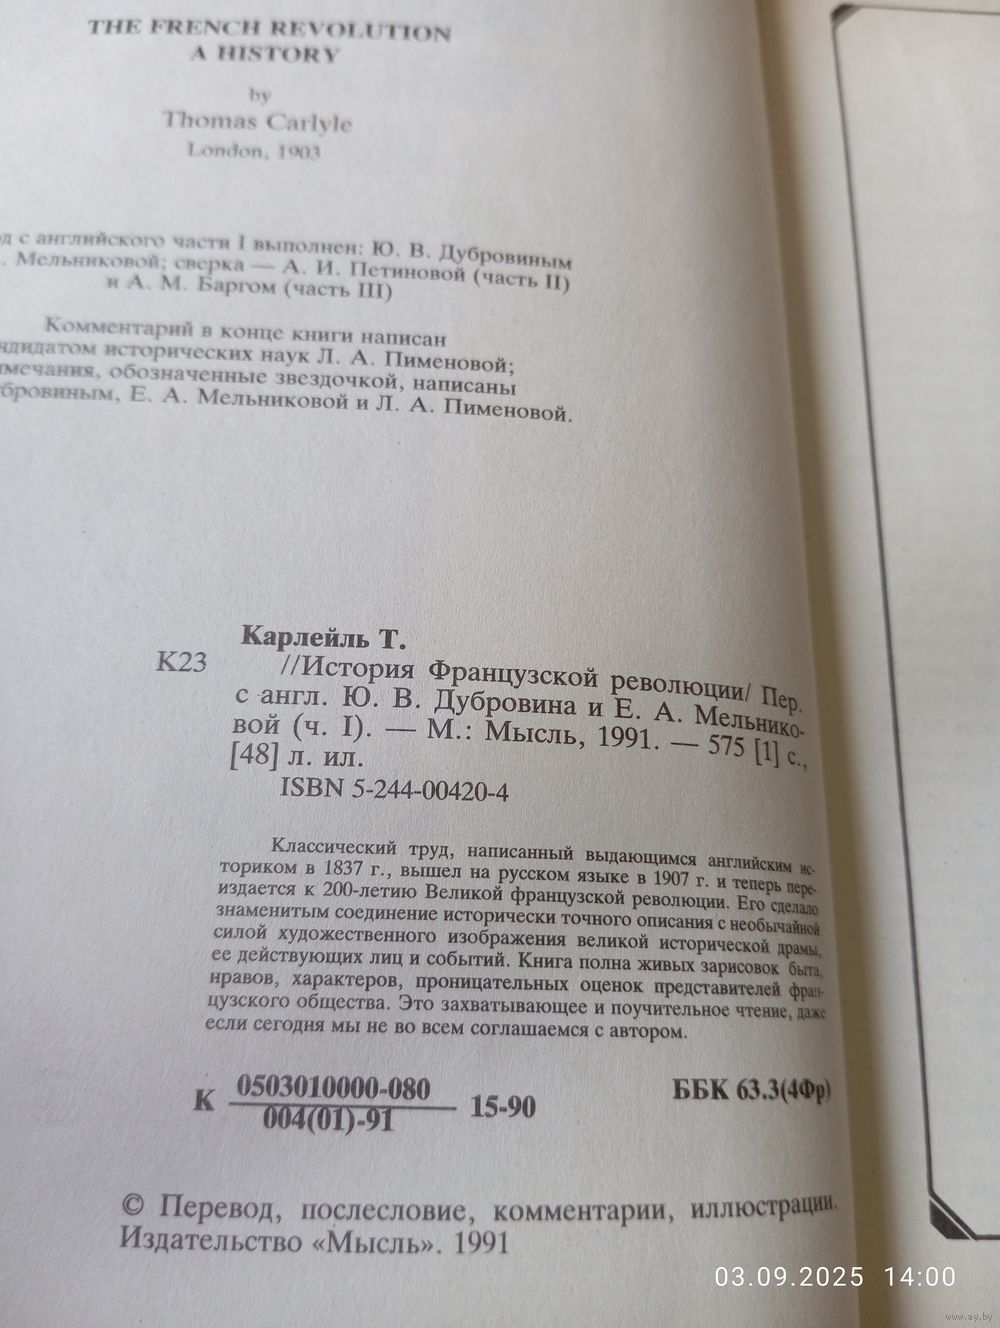 THE FRENCH REVOLUTION
A HISTORY
by
Thomas Carlyle
London, 1903
с английского части I выполнен: Ю. В. Дубровиным
Мельниковой; сверка — А. И. Петиновой (часть II)
и А. М. Баргом (часть III)
Комментарий в конце книги написан
ндидатом исторических наук Л. А. Пименовой;
мечания, обозначенные звездочкой, написаны
бровиным, Е. А. Мельниковой и Л. А. Пименовой.
Карлейль Т.
К23 //История Французской революции/ Пер.
с англ. Ю. В. Дубровина и Е. А. Мельнико-
вой (ч. I). — М.: Мысль, 1991. — 575 [1] с.,
[48] л. ил.
ISBN 5-244-00420-4
Классический труд, написанный выдающимся английским ис-
ториком в 1837 г., вышел на русском языке в 1907 г. и теперь пере-
издается к 200-летию Великой французской революции. Его сделало
знаменитым соединение исторически точного описания с необычайной
силой художественного изображения великой исторической драмы,
ее действующих лиц и событий. Книга полна живых зарисовок быта,
нравов, характеров, проницательных оценок представителей фран-
цузского общества. Это захватывающее и поучительное чтение, даже
если сегодня мы не во всем соглашаемся с автором.
К 0503010000-080 15-90 ББК 63.3(4Фр)
004(01)-91
© Перевод, послесловие, комментарии, иллюстрации.
Издательство «Мысль». 1991
03.09.2025 14:00
www.ay.by